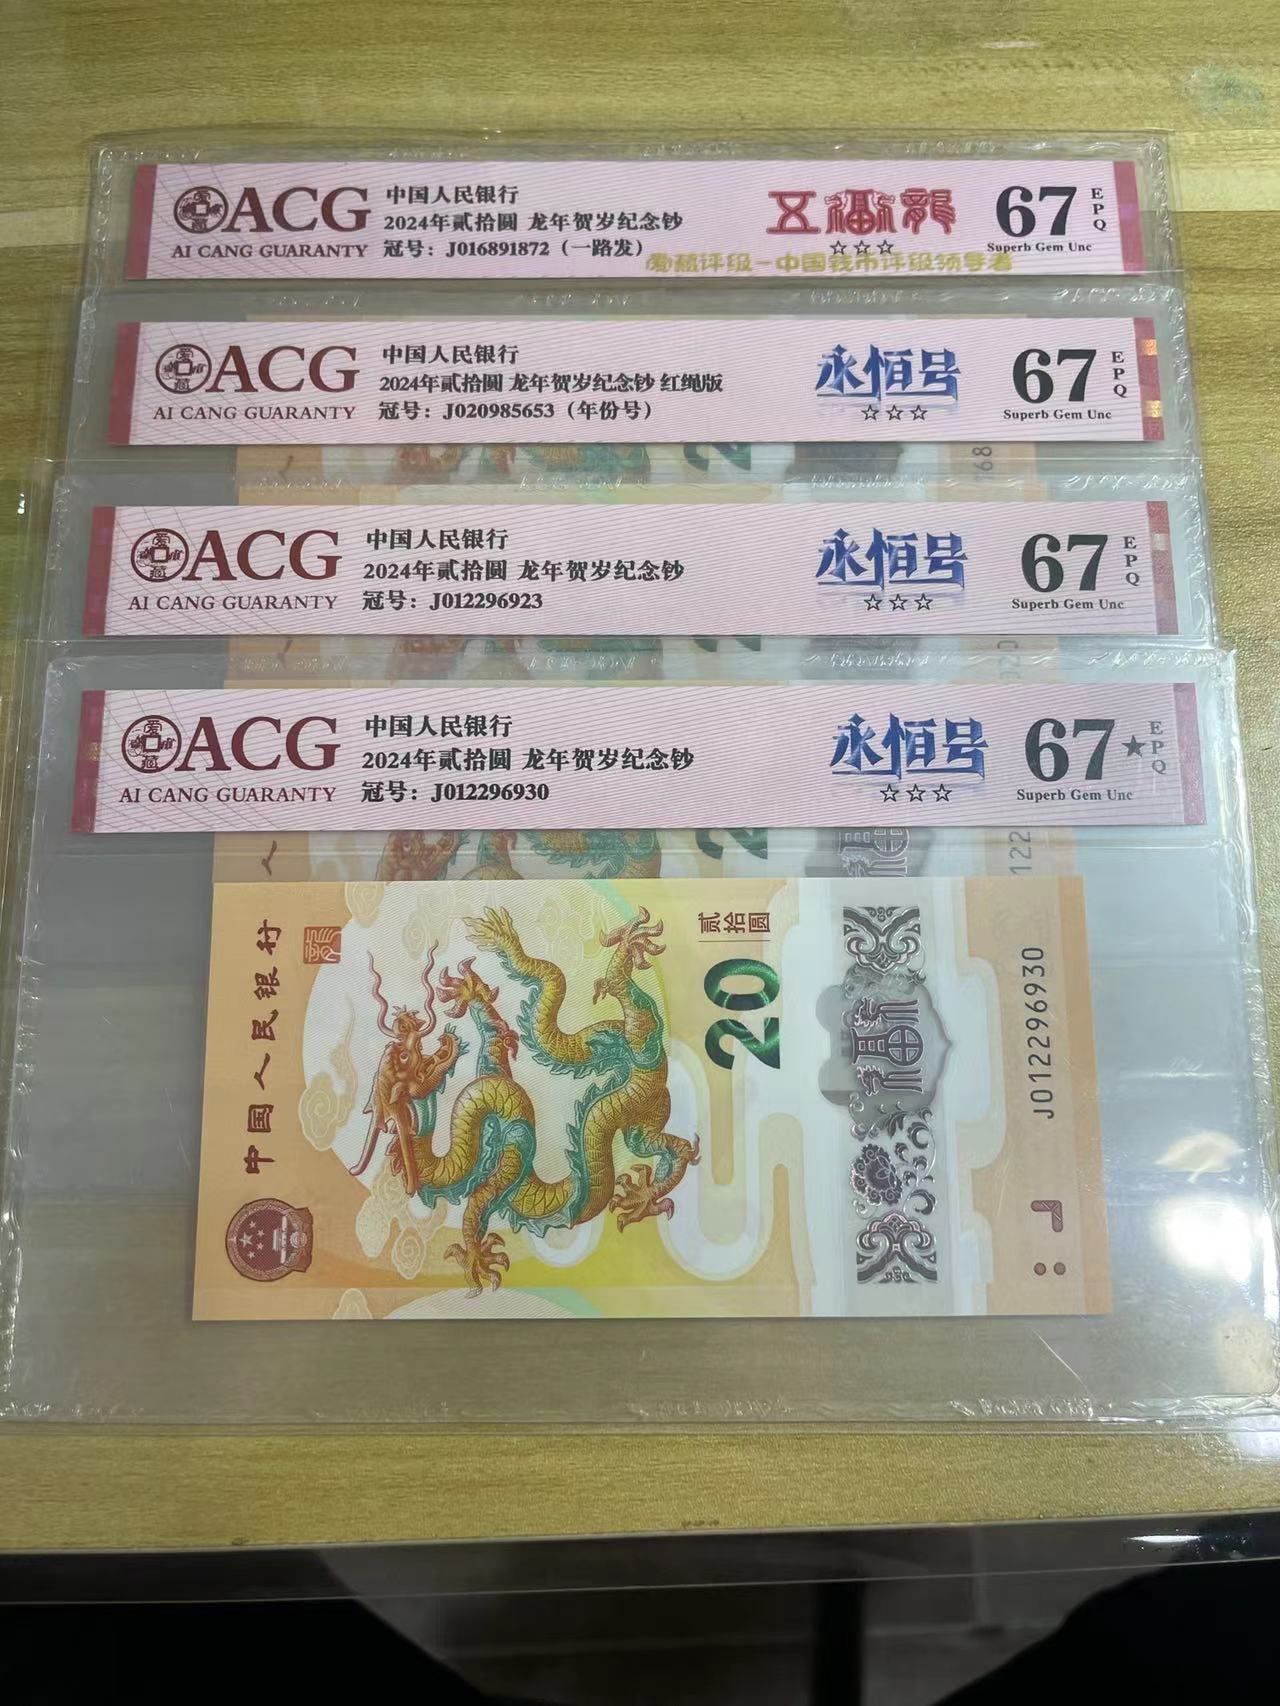 ACG
AI CANG GUARANTY
中国人民银行
2024年贰拾圆 龙年贺岁纪念钞
冠号：J016891872（一路发）
五福龍
☆☆☆
67
EPQ
Superb Gem Unc
爱藏评级－中国钱币评级领导者
ACG
AI CANG GUARANTY
中国人民银行
2024年贰拾圆 龙年贺岁纪念钞 红绳版
冠号：J020985653（年份号）
永恒号
☆☆☆
67
EPQ
Superb Gem Unc
68
ACG
AI CANG GUARANTY
中国人民银行
2024年贰拾圆 龙年贺岁纪念钞
冠号：J012296923
永恒号
☆☆☆
67
EPQ
Superb Gem Unc
020
爱藏
ACG
AI CANG GUARANTY
中国人民银行
2024年贰拾圆 龙年贺岁纪念钞
冠号：J012296930
永恒号
☆☆☆
67★
EPQ
Superb Gem Unc
122
中国人民银行
贰拾圆
20
福
J012296930